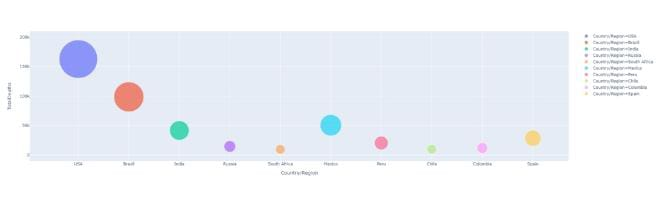 200k
150k
100k
50k
0
TotalDeaths
USA
Brazil
India
Russia
South Africa
Mexico
Peru
Chile
Colombia
Spain
Country/Region
Country/Region=USA
Country/Region=Brazil
Country/Region=India
Country/Region=Russia
Country/Region=South Africa
Country/Region=Mexico
Country/Region=Peru
Country/Region=Chile
Country/Region=Colombia
Country/Region=Spain